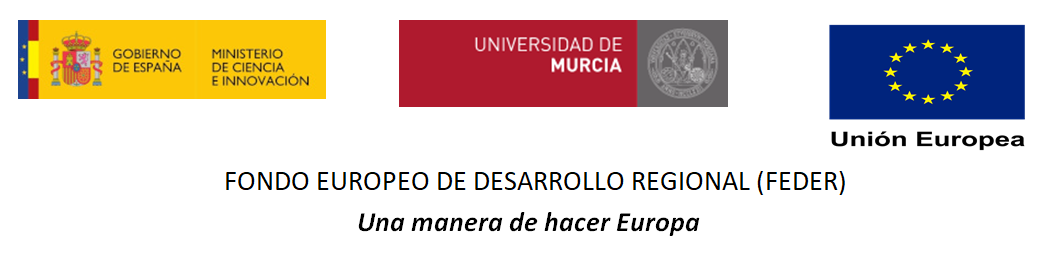 GOBIERNO
DE ESPAÑA
MINISTERIO
DE CIENCIA
E INNOVACIÓN
UNIVERSIDAD DE
MURCIA
Unión Europea
FONDO EUROPEO DE DESARROLLO REGIONAL (FEDER)
Una manera de hacer Europa